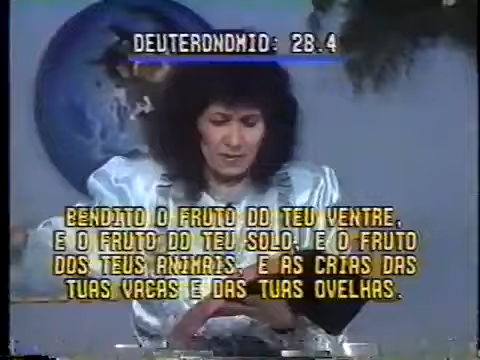 DEUTERONOMIO: 28.4
BENDITO O FRUTO DO TEU VENTRE,
E O FRUTO DO TEU SOLO, E O FRUTO
DOS TEUS ANIMAIS, E AS CRIAS DAS
TUAS VACAS E DAS TUAS OVELHAS.